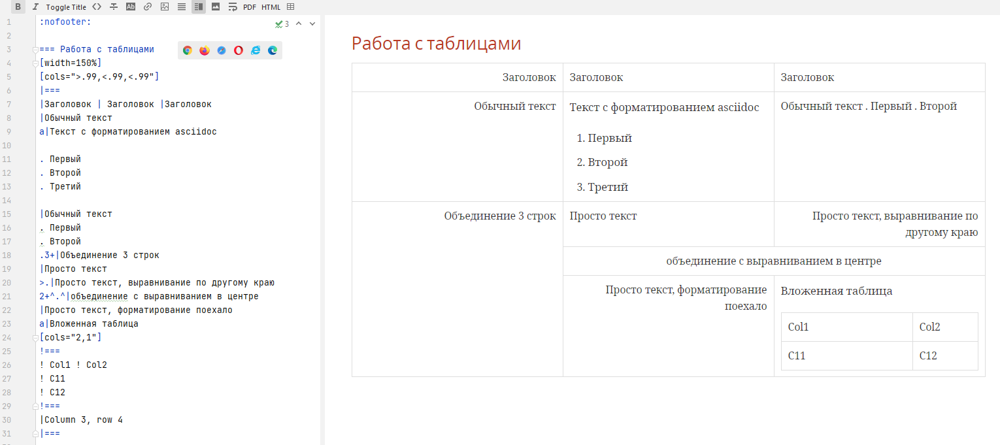 B I Toggle Title Ab PDF HTML
3
1 :nofooter:
2
3 === Работа с таблицами
4 [width=150%]
5 [cols=">.99,<.99,<.99"]
6 |===
7 |Заголовок | Заголовок |Заголовок
8 |Обычный текст
9 a|Текст с форматированием asciidoc
10
11 . Первый
12 . Второй
13 . Третий
14
15 |Обычный текст
16 . Первый
17 . Второй
18 .3+|Объединение 3 строк
19 |Просто текст
20 >.|Просто текст, выравнивание по другому краю
21 2+^.^|объединение с выравниванием в центре
22 |Просто текст, форматирование поехало
23 a|Вложенная таблица
24 [cols="2,1"]
25 !===
26 ! Col1 ! Col2
27 ! C11
28 ! C12
29 !===
30 |Column 3, row 4
31 |===
Работа с таблицами
Заголовок Заголовок Заголовок
Обычный текст
Текст с форматированием asciidoc
1. Первый
2. Второй
3. Третий
Обычный текст . Первый . Второй
Объединение 3 строк
Просто текст
Просто текст, выравнивание по
другому краю
объединение с выравниванием в центре
Просто текст, форматирование
поехало
Вложенная таблица
Col1 Col2
C11 C12